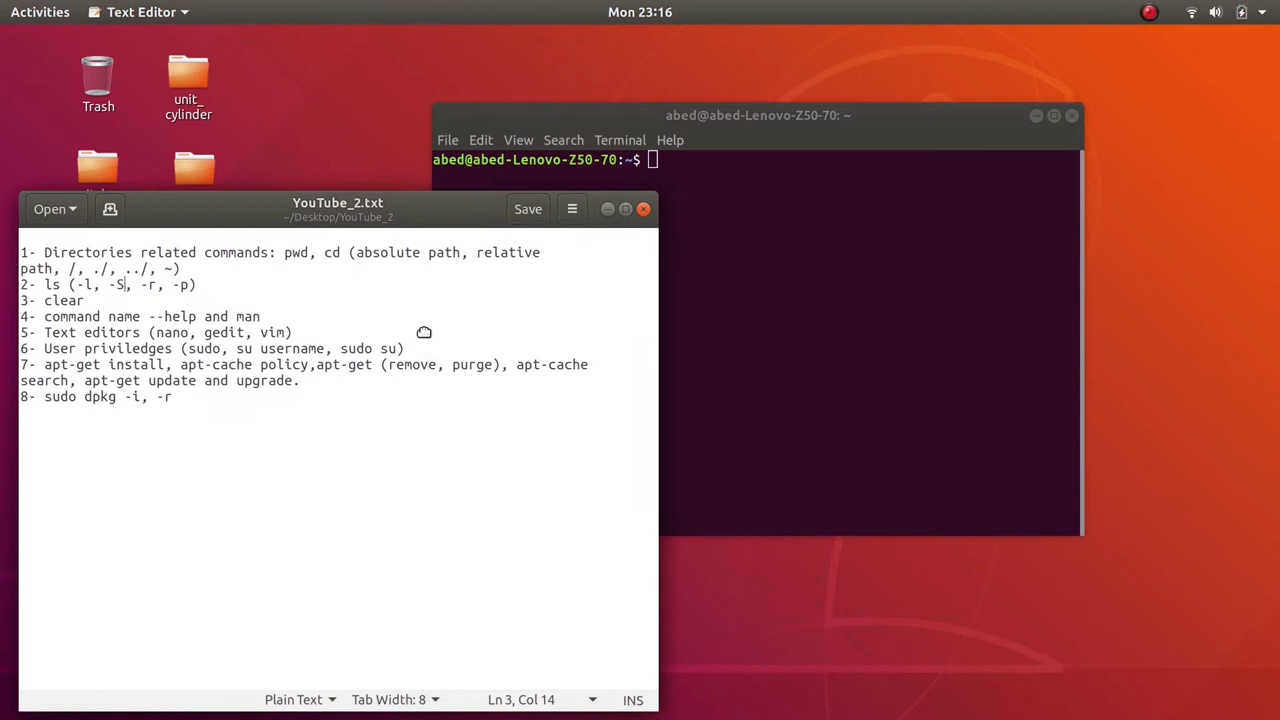 Activities
Text Editor
Mon 23:16
Trash
unit_
cylinder
abed@abed-Lenovo-Z50-70: ~
File Edit View Search Terminal Help
abed@abed-Lenovo-Z50-70:~$
Open
YouTube_2.txt
~/Desktop/YouTube_2
Save
1- Directories related commands: pwd, cd (absolute path, relative
path, /, ./, ../, ~)
2- ls (-l, -S, -r, -p)
3- clear
4- command name --help and man
5- Text editors (nano, gedit, vim)
6- User priviledges (sudo, su username, sudo su)
7- apt-get install, apt-cache policy,apt-get (remove, purge), apt-cache
search, apt-get update and upgrade.
8- sudo dpkg -i, -r
Plain Text
Tab Width: 8
Ln 3, Col 14
INS